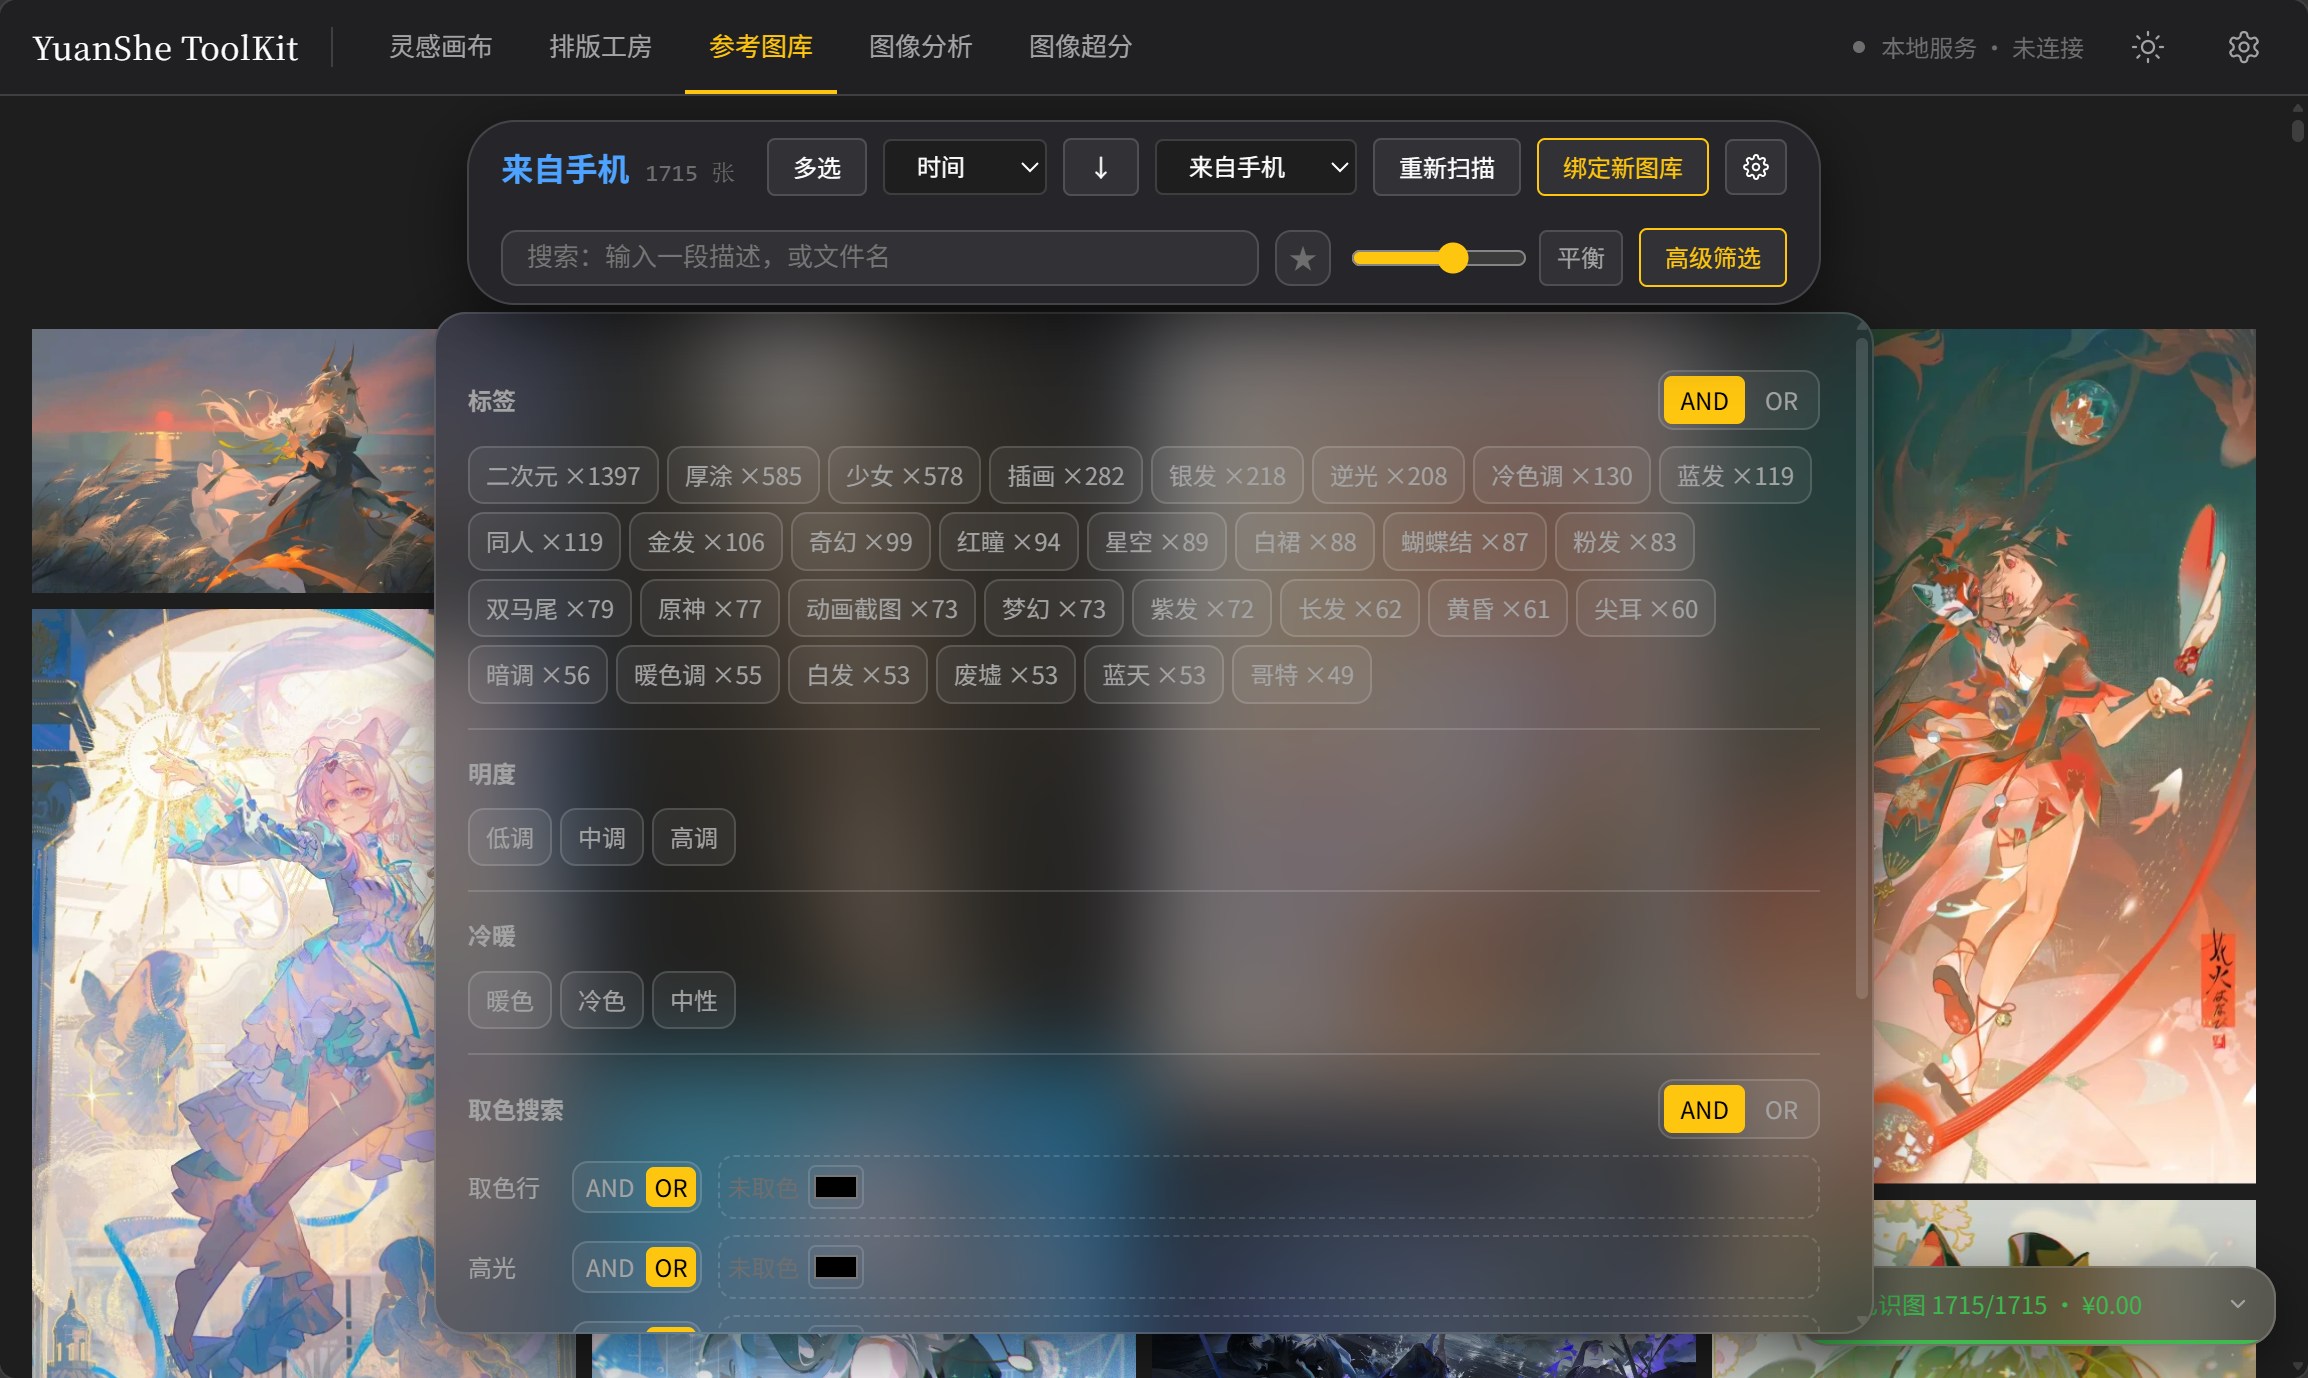 YuanShe ToolKit 灵感画布 排版工房 参考图库 图像分析 图像超分 本地服务 · 未连接
来自手机 1715 张 多选 时间 ↓ 来自手机 重新扫描 绑定新图库
搜索：输入一段描述，或文件名 ★ 平衡 高级筛选
标签 AND OR
二次元 ×1397 厚涂 ×585 少女 ×578 插画 ×282 银发 ×218 逆光 ×208 冷色调 ×130 蓝发 ×119
同人 ×119 金发 ×106 奇幻 ×99 红瞳 ×94 星空 ×89 白裙 ×88 蝴蝶结 ×87 粉发 ×83
双马尾 ×79 原神 ×77 动画截图 ×73 梦幻 ×73 紫发 ×72 长发 ×62 黄昏 ×61 尖耳 ×60
暗调 ×56 暖色调 ×55 白发 ×53 废墟 ×53 蓝天 ×53 哥特 ×49
明度
低调 中调 高调
冷暖
暖色 冷色 中性
取色搜索 AND OR
取色行 AND OR 未取色
高光 AND OR 未取色
识图 1715/1715 · ¥0.00
花火